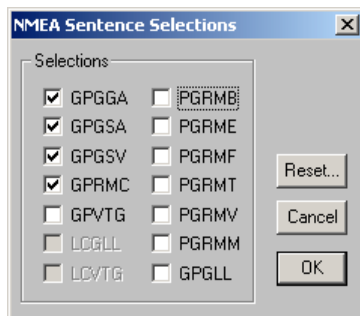 NMEA Sentence Selections
Selections
GPGGA PGRMB
GPGSA PGRME
GPGSV PGRMF
GPRMC PGRMT
GPVTG PGRMV
LCGLL PGRMM
LCVTG GPGLL
Reset...
Cancel
OK